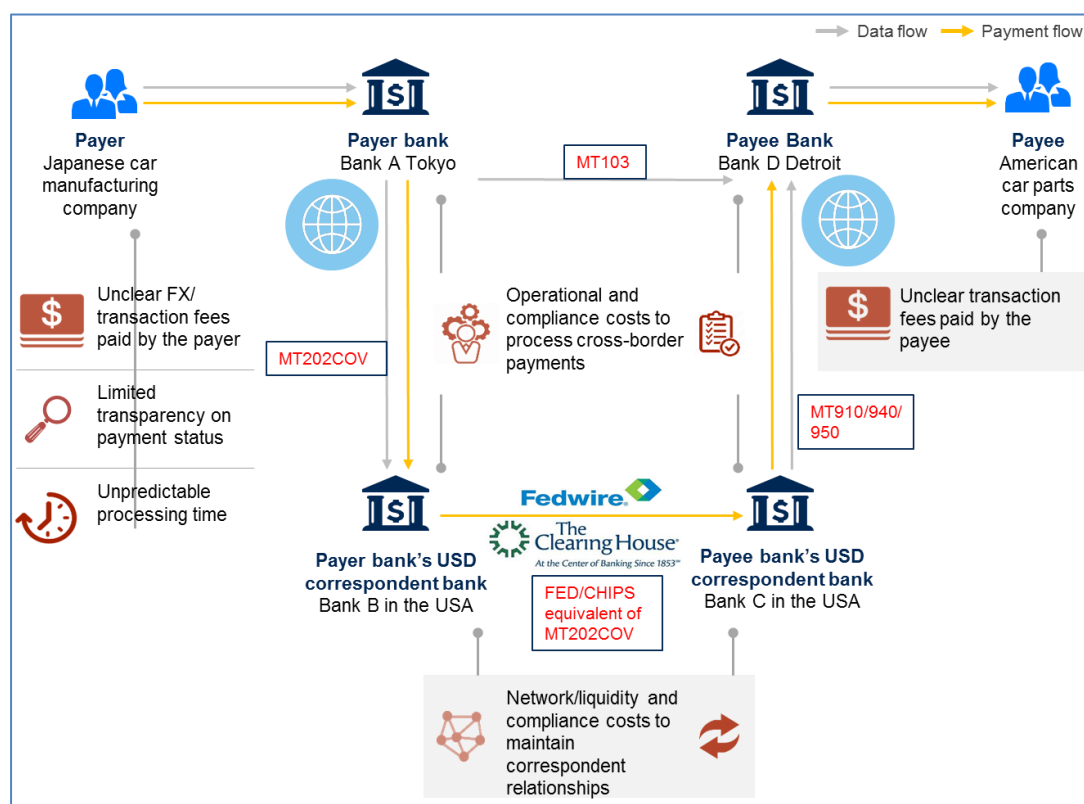 Data flow
Payment flow
Payer
Japanese car
manufacturing
company
Payer bank
Bank A Tokyo
MT103
Payee Bank
Bank D Detroit
Payee
American
car parts
company
Unclear FX/
transaction fees
paid by the payer
MT202COV
Limited
transparency on
payment status
Unpredictable
processing time
Operational and
compliance costs to
process cross-border
payments
Unclear transaction
fees paid by the
payee
MT910/940/
950
Fedwire®
The
Clearing House®
At the Center of Banking Since 1853℠
Payer bank's USD
correspondent bank
Bank B in the USA
FED/CHIPS
equivalent of
MT202COV
Payee bank's USD
correspondent bank
Bank C in the USA
Network/liquidity and
compliance costs to
maintain
correspondent
relationships